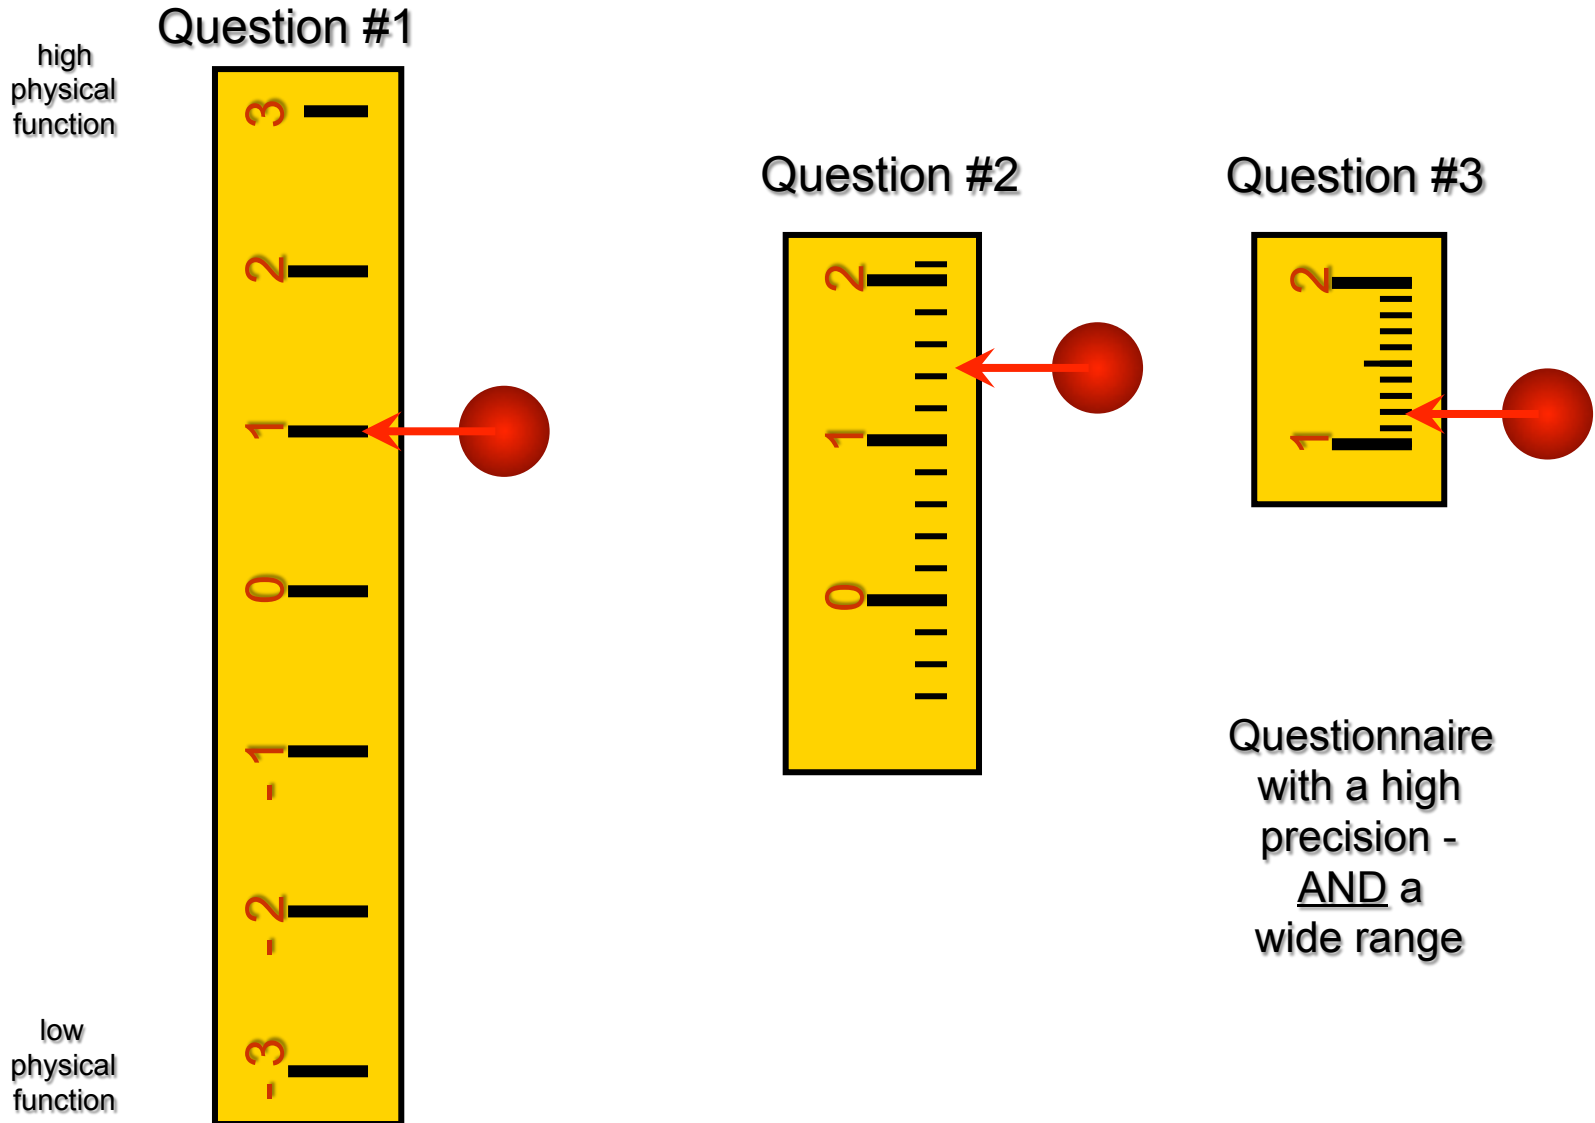 Question #1
high
physical
function
3
2
1
0
- 1
- 2
- 3
low
physical
function
Question #2
2
1
0
Question #3
2
1
Questionnaire
with a high
precision -
AND a
wide range